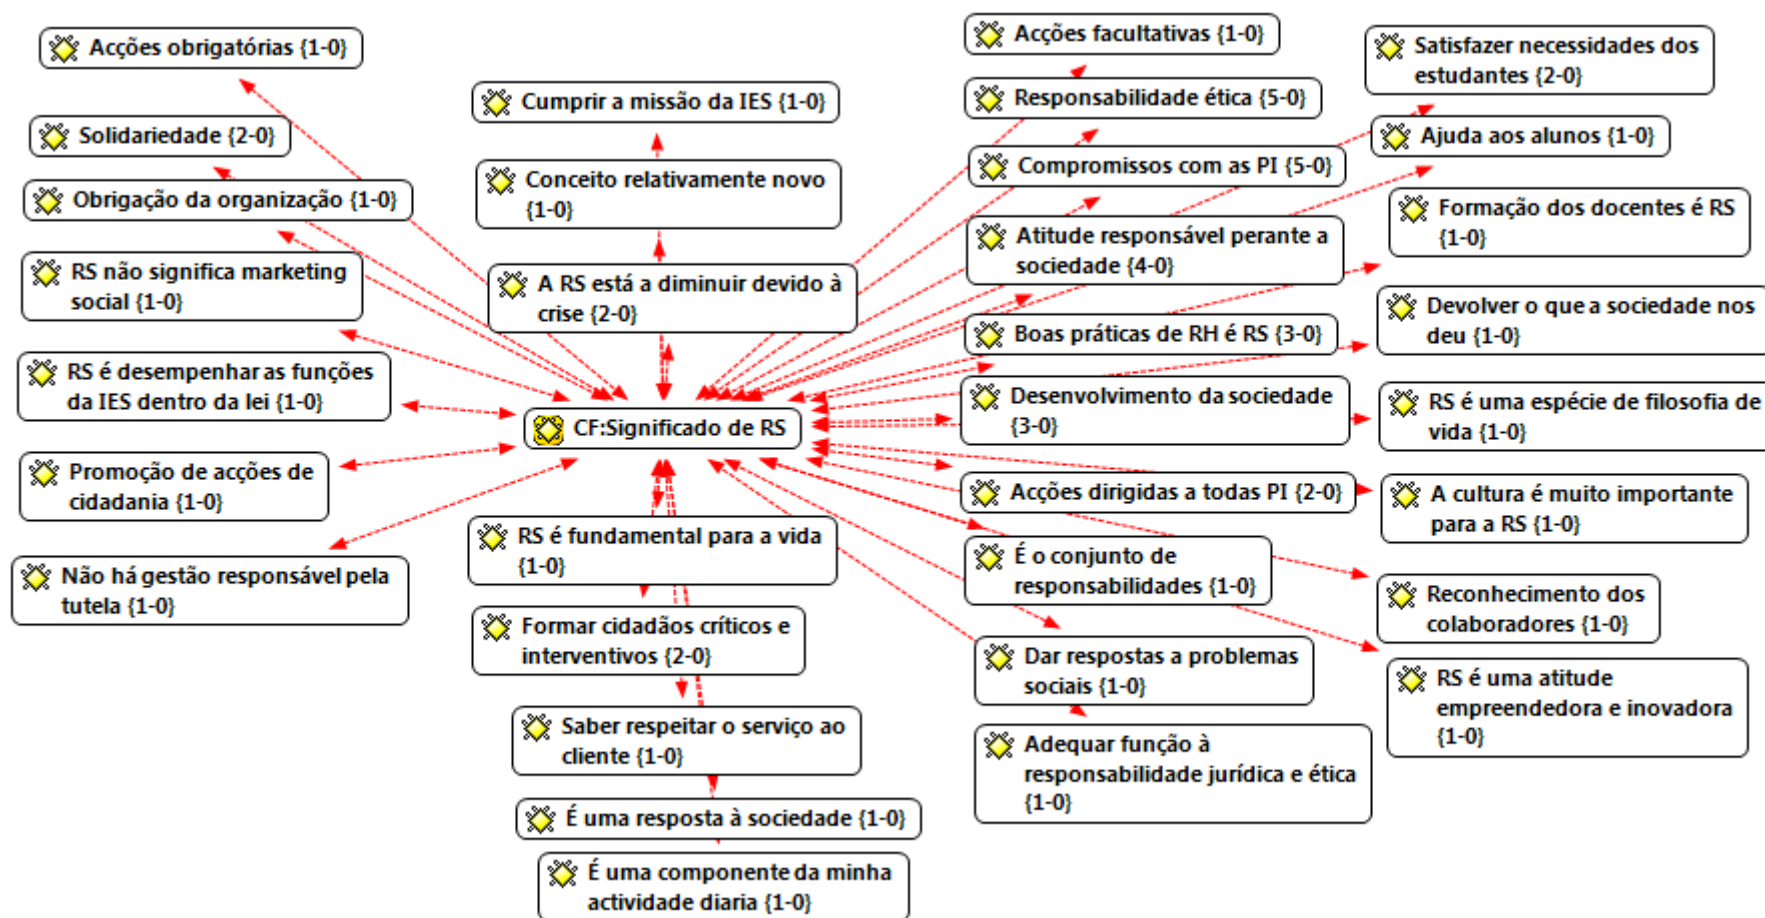 Acções obrigatórias {1-0}
Solidariedade {2-0}
Obrigação da organização {1-0}
RS não significa marketing
social {1-0}
RS é desempenhar as funções
da IES dentro da lei {1-0}
Promoção de acções de
cidadania {1-0}
Não há gestão responsável pela
tutela {1-0}
Cumprir a missão da IES {1-0}
Conceito relativamente novo
{1-0}
A RS está a diminuir devido à
crise {2-0}
CF:Significado de RS
RS é fundamental para a vida
{1-0}
Formar cidadãos críticos e
interventivos {2-0}
Saber respeitar o serviço ao
cliente {1-0}
É uma resposta à sociedade {1-0}
É uma componente da minha
actividade diaria {1-0}
Acções facultativas {1-0}
Responsabilidade ética {5-0}
Compromissos com as PI {5-0}
Atitude responsável perante a
sociedade {4-0}
Boas práticas de RH é RS {3-0}
Desenvolvimento da sociedade
{3-0}
Acções dirigidas a todas PI {2-0}
É o conjunto de
responsabilidades {1-0}
Dar respostas a problemas
sociais {1-0}
Adequar função à
responsabilidade jurídica e ética
{1-0}
Satisfazer necessidades dos
estudantes {2-0}
Ajuda aos alunos {1-0}
Formação dos docentes é RS
{1-0}
Devolver o que a sociedade nos
deu {1-0}
RS é uma espécie de filosofia de
vida {1-0}
A cultura é muito importante
para a RS {1-0}
Reconhecimento dos
colaboradores {1-0}
RS é uma atitude
empreendedora e inovadora
{1-0}